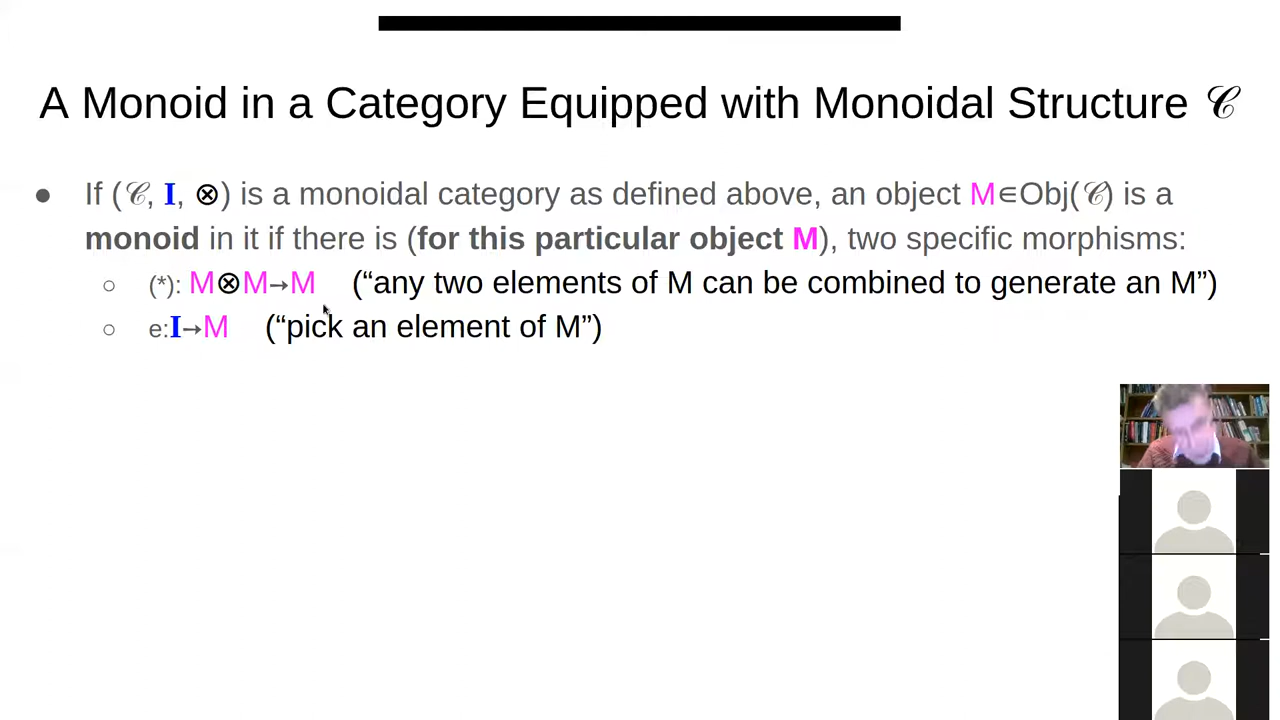 A Monoid in a Category Equipped with Monoidal Structure 𝒞
● If (𝒞, I, ⊗) is a monoidal category as defined above, an object M∊Obj(𝒞) is a
monoid in it if there is (for this particular object M), two specific morphisms:
○ (*): M⊗M→M (“any two elements of M can be combined to generate an M”)
○ e:I→M (“pick an element of M”)